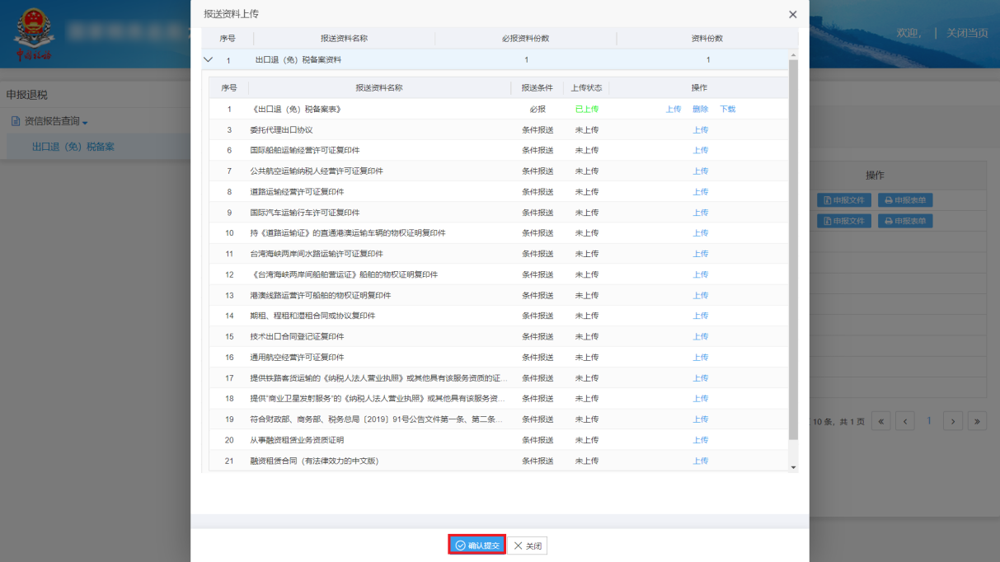 报送资料上传
欢迎, | 关闭当页
序号 报送资料名称 必报资料份数 资料份数
1 出口退（免）税备案资料 1 1
申报退税
资信报告查询
出口退（免）税备案
序号 报送资料名称 报送条件 上传状态 操作
1 《出口退（免）税备案表》 必报 已上传 上传 删除 下载
3 委托代理出口协议 条件报送 未上传 上传
6 国际船舶运输经营许可证复印件 条件报送 未上传 上传
7 公共航空运输纳税人经营许可证复印件 条件报送 未上传 上传
8 道路运输经营许可证复印件 条件报送 未上传 上传
9 国际汽车运输行车许可证复印件 条件报送 未上传 上传
10 持《道路运输证》的直通港澳运输车辆的物权证明复印件 条件报送 未上传 上传
11 台湾海峡两岸间水路运输许可证复印件 条件报送 未上传 上传
12 《台湾海峡两岸间船舶营运证》船舶的物权证明复印件 条件报送 未上传 上传
13 港澳线路运营许可船舶的物权证明复印件 条件报送 未上传 上传
14 期租、程租和湿租合同或协议复印件 条件报送 未上传 上传
15 技术出口合同登记证复印件 条件报送 未上传 上传
16 通用航空经营许可证复印件 条件报送 未上传 上传
17 提供铁路客货运输的《纳税人法人营业执照》或其他具有该服务资质的证... 条件报送 未上传 上传
18 提供“商业卫星发射服务”的《纳税人法人营业执照》或其他具有该服务资... 条件报送 未上传 上传
19 符合财政部、商务部、税务总局〔2019〕91号公告文件第一条、第二条... 条件报送 未上传 上传
20 从事融资租赁业务资质证明 条件报送 未上传 上传
21 融资租赁合同（有法律效力的中文版） 条件报送 未上传 上传
操作
申报文件 申报表单
申报文件 申报表单
10 条, 共 1 页 « ‹ 1 › »
确认提交 关闭